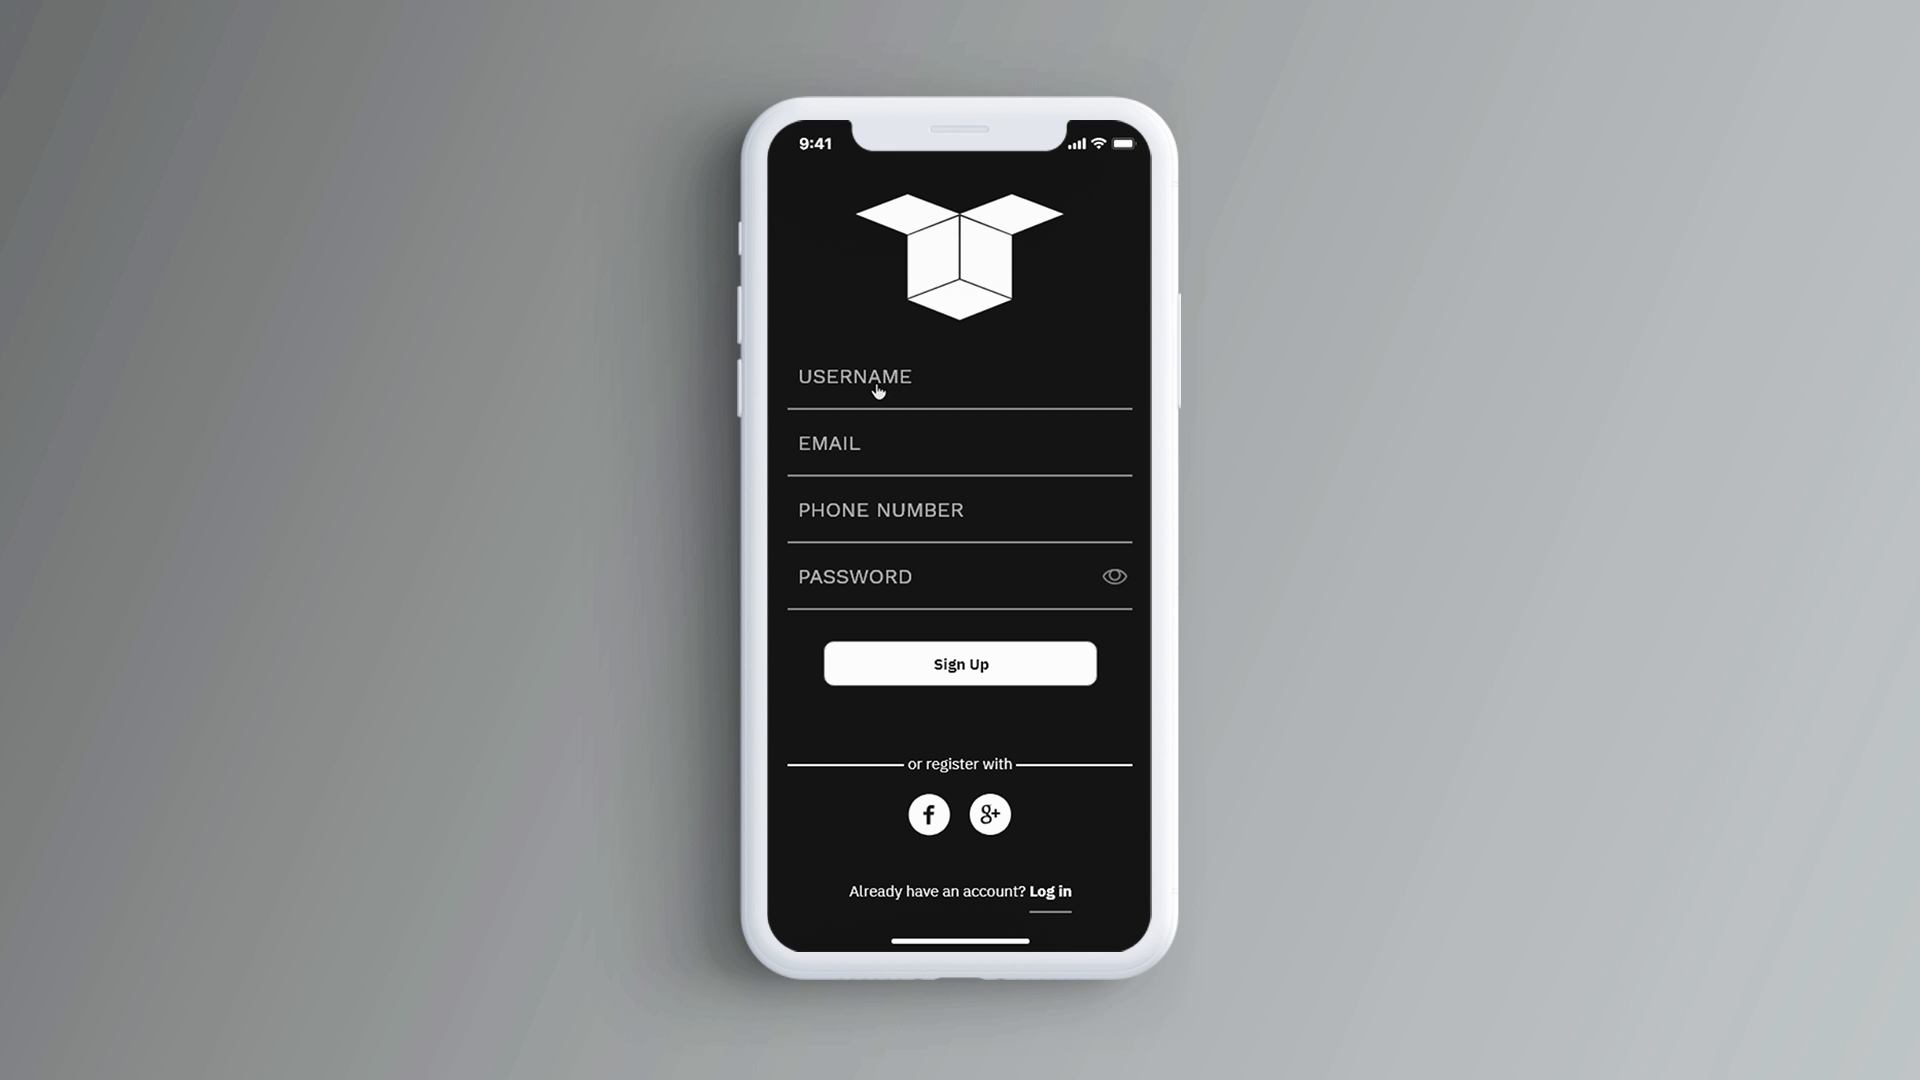 9:41
USERNAME
EMAIL
PHONE NUMBER
PASSWORD
Sign Up
or register with
f g+
Already have an account? Log in